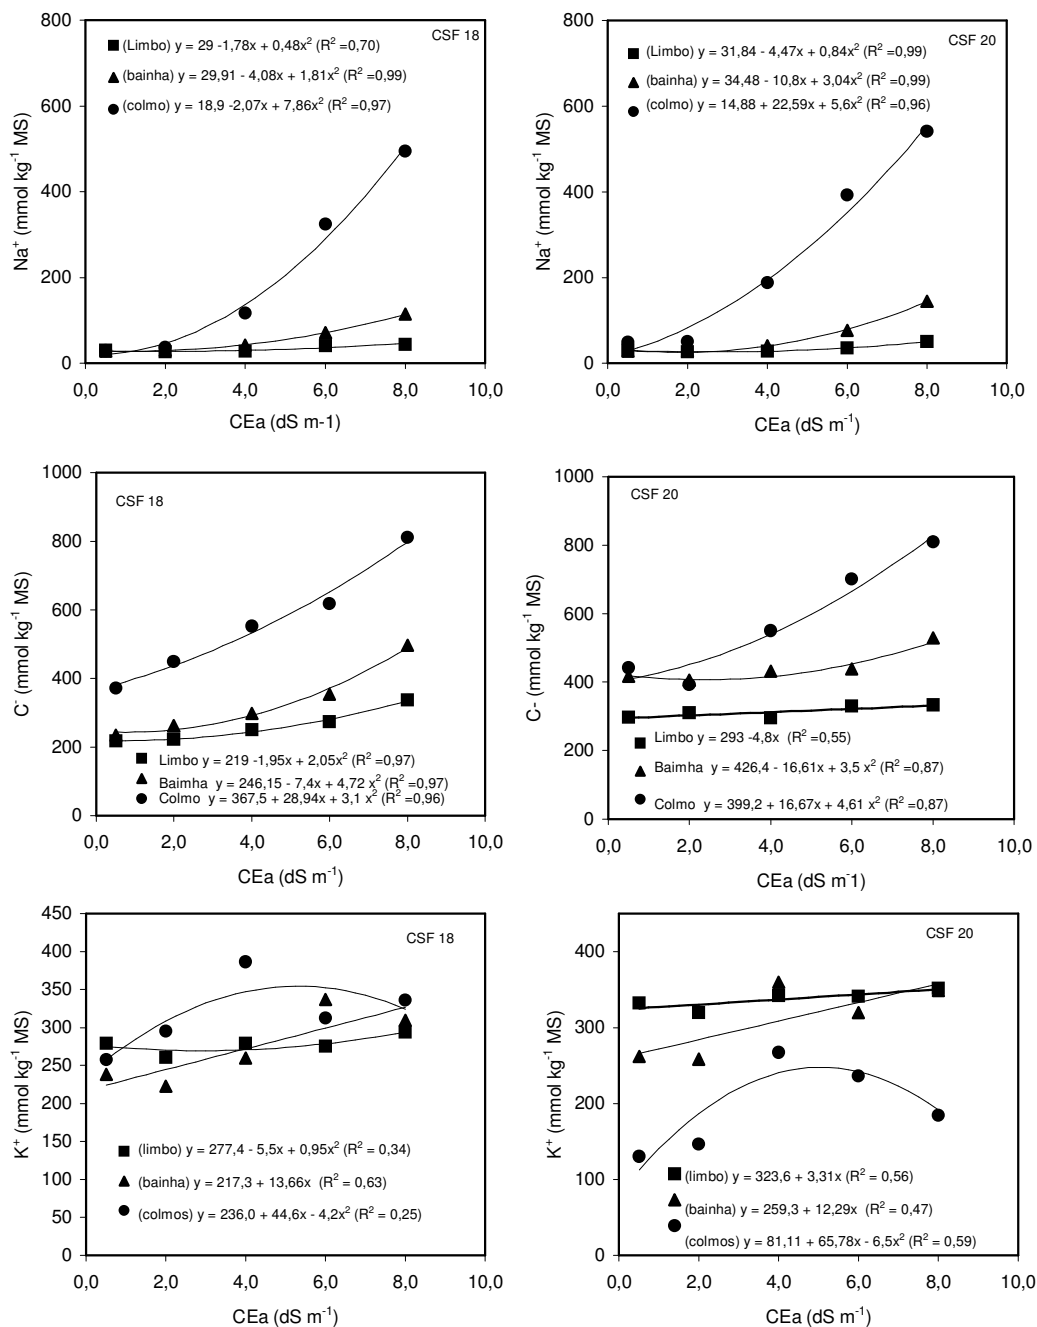 CSF 18
(Limbo) y = 29 -1,78x + 0,48x² (R² =0,70)
(bainha) y = 29,91 - 4,08x + 1,81x² (R² =0,99)
(colmo) y = 18,9 -2,07x + 7,86x² (R² =0,97)
Na⁺ (mmol kg⁻¹ MS)
800
600
400
200
0
0,0 2,0 4,0 6,0 8,0 10,0
CEa (dS m-1)
CSF 20
(Limbo) y = 31,84 - 4,47x + 0,84x² (R² =0,99)
(bainha) y = 34,48 - 10,8x + 3,04x² (R² =0,99)
(colmo) y = 14,88 + 22,59x + 5,6x² (R² =0,96)
Na⁺ (mmol kg⁻¹ MS)
800
600
400
200
0
0,0 2,0 4,0 6,0 8,0 10,0
CEa (dS m⁻¹)
CSF 18
C⁻ (mmol kg⁻¹ MS)
1000
800
600
400
200
0
Limbo y = 219 -1,95x + 2,05x² (R² =0,97)
Baimha y = 246,15 - 7,4x + 4,72 x² (R² =0,97)
Colmo y = 367,5 + 28,94x + 3,1 x² (R² =0,96)
0,0 2,0 4,0 6,0 8,0 10,0
CEa (dS m⁻¹)
CSF 20
C- (mmol kg⁻¹ MS)
1000
800
600
400
200
0
Limbo y = 293 -4,8x (R² =0,55)
Baimha y = 426,4 - 16,61x + 3,5 x² (R² =0,87)
Colmo y = 399,2 + 16,67x + 4,61 x² (R² =0,87)
0,0 2,0 4,0 6,0 8,0 10,0
CEa (dS m⁻1)
CSF 18
K⁺ (mmol kg⁻¹ MS)
450
400
350
300
250
200
150
100
50
0
(limbo) y = 277,4 - 5,5x + 0,95x² (R² = 0,34)
(bainha) y = 217,3 + 13,66x (R² = 0,63)
(colmos) y = 236,0 + 44,6x - 4,2x² (R² = 0,25)
0,0 2,0 4,0 6,0 8,0 10,0
CEa (dS m⁻¹)
CSF 20
K⁺ (mmol kg⁻¹ MS)
400
300
200
100
0
(limbo) y = 323,6 + 3,31x (R² = 0,56)
(bainha) y = 259,3 + 12,29x (R² = 0,47)
(colmos) y = 81,11 + 65,78x - 6,5x² (R² = 0,59)
0,0 2,0 4,0 6,0 8,0 10,0
CEa (dS m⁻¹)